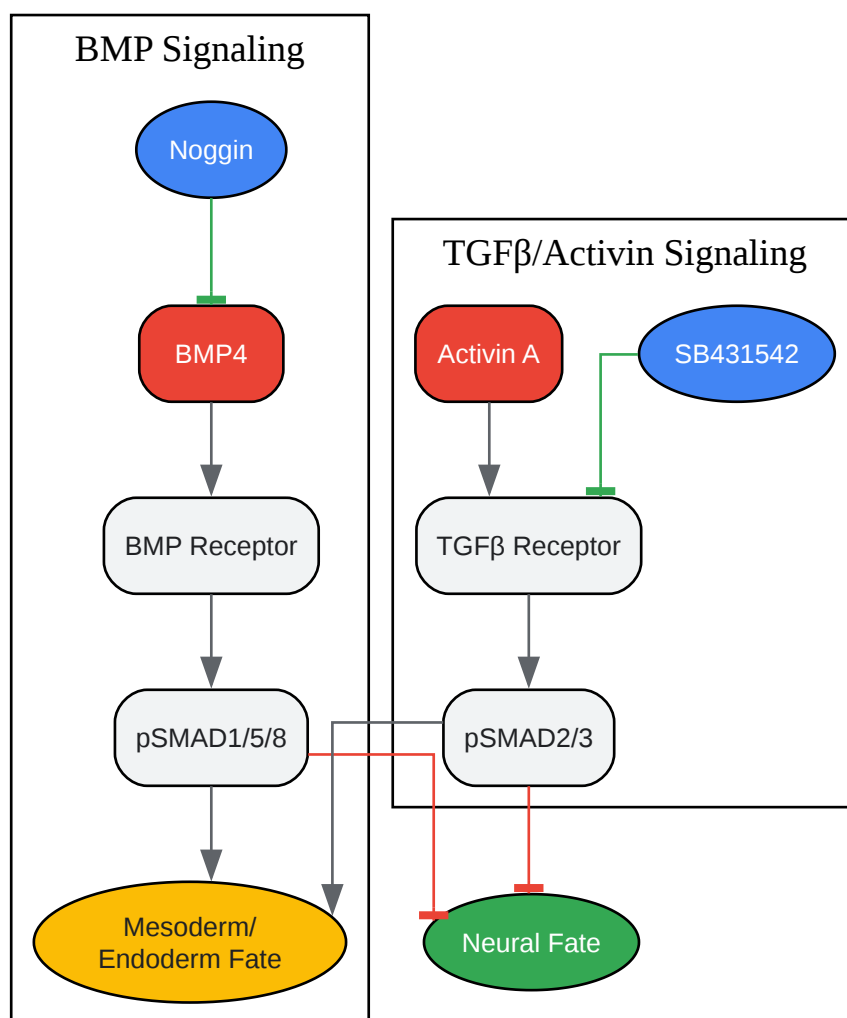 BMP Signaling
Noggin
BMP4
BMP Receptor
pSMAD1/5/8
Mesoderm/
Endoderm Fate
TGFβ/Activin Signaling
Activin A
SB431542
TGFβ Receptor
pSMAD2/3
Neural Fate